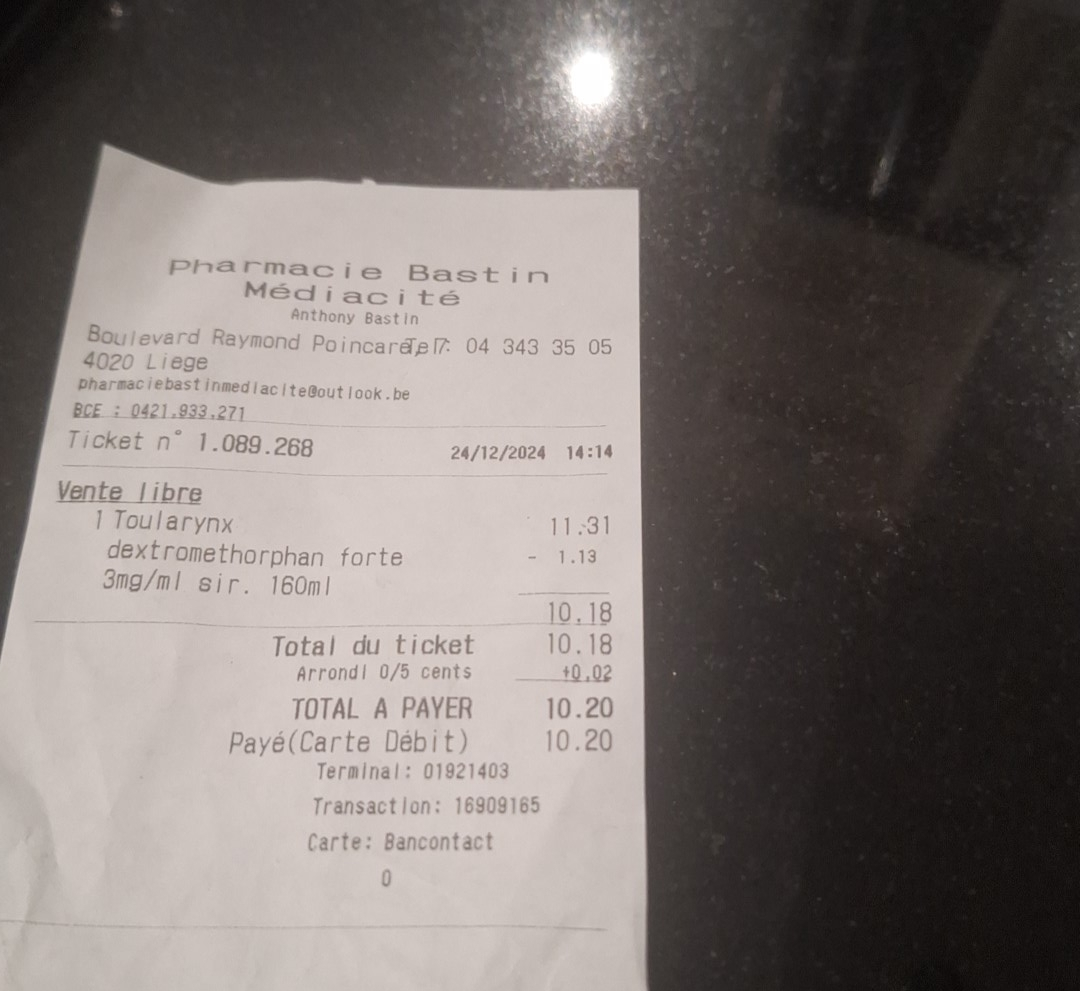 Pharmacie Bastin
Médiacité
Anthony Bastin
Boulevard Raymond Poincaré 7 Tel: 04 343 35 05
4020 Liege
pharmaciebastinmediacite@outlook.be
BCE : 0421.933.271
Ticket n° 1.089.268 24/12/2024 14:14
Vente libre
1 Toularynx 11.31
dextromethorphan forte - 1.13
3mg/ml sir. 160ml
10.18
Total du ticket 10.18
Arrondi 0/5 cents +0.02
TOTAL A PAYER 10.20
Payé(Carte Débit) 10.20
Terminal: 01921403
Transaction: 16909165
Carte: Bancontact
0